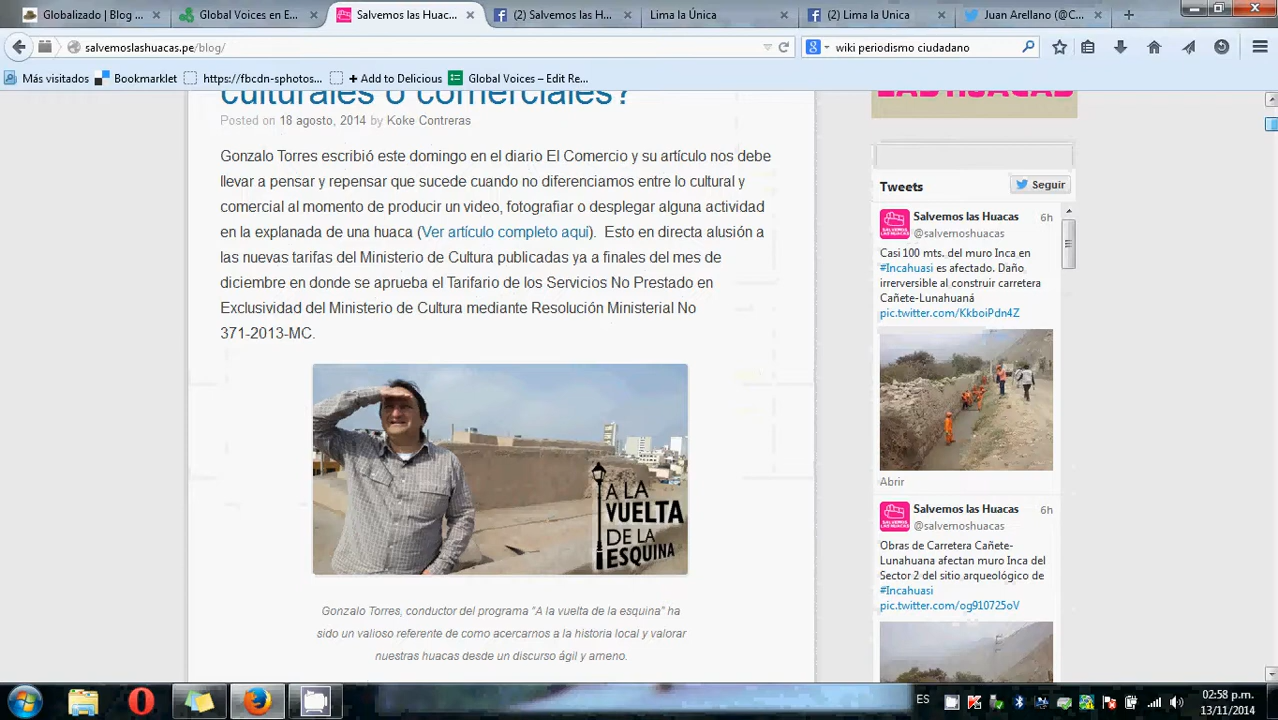 Globalizado | Blog ...
Global Voices en E...
Salvemos las Huac...
(2) Salvemos las H...
Lima la Única
(2) Lima la Unica
Juan Arellano (@C...
salvemoslashuacas.pe/blog/
wiki periodismo ciudadano
Más visitados
Bookmarklet
https://fbcdn-sphotos...
+ Add to Delicious
Global Voices – Edit Re...
culturales o comerciales?
Posted on 18 agosto, 2014 by Koke Contreras
Gonzalo Torres escribió este domingo en el diario El Comercio y su artículo nos debe
llevar a pensar y repensar que sucede cuando no diferenciamos entre lo cultural y
comercial al momento de producir un video, fotografiar o desplegar alguna actividad
en la explanada de una huaca (Ver artículo completo aquí).  Esto en directa alusión a
las nuevas tarifas del Ministerio de Cultura publicadas ya a finales del mes de
diciembre en donde se aprueba el Tarifario de los Servicios No Prestado en
Exclusividad del Ministerio de Cultura mediante Resolución Ministerial No
371-2013-MC.
A LA
VUELTA
DE LA
ESQUINA
Gonzalo Torres, conductor del programa "A la vuelta de la esquina" ha
sido un valioso referente de como acercarnos a la historia local y valorar
nuestras huacas desde un discurso ágil y ameno.
LAS HUACAS
Tweets
Seguir
Salvemos las Huacas
6h
@salvemoshuacas
Casi 100 mts. del muro Inca en
#Incahuasi es afectado. Daño
irreversible al construir carretera
Cañete-Lunahuaná
pic.twitter.com/KkboiPdn4Z
Abrir
Salvemos las Huacas
6h
@salvemoshuacas
Obras de Carretera Cañete-
Lunahuana afectan muro Inca del
Sector 2 del sitio arqueológico de
#Incahuasi
pic.twitter.com/og910725oV
ES
02:58 p.m.
13/11/2014